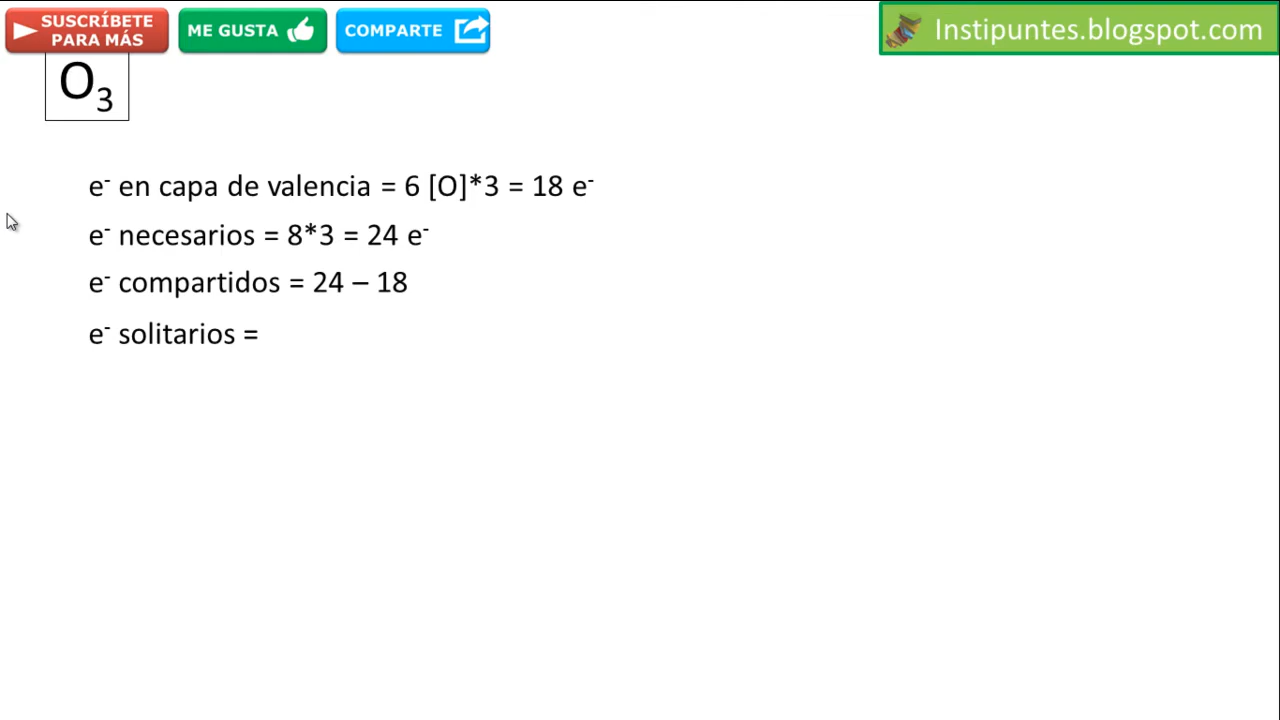 SUSCRÍBETE
PARA MÁS
ME GUSTA
COMPARTE
Instipuntes.blogspot.com
O₃
e⁻ en capa de valencia = 6 [O]*3 = 18 e⁻
e⁻ necesarios = 8*3 = 24 e⁻
e⁻ compartidos = 24 – 18
e⁻ solitarios =